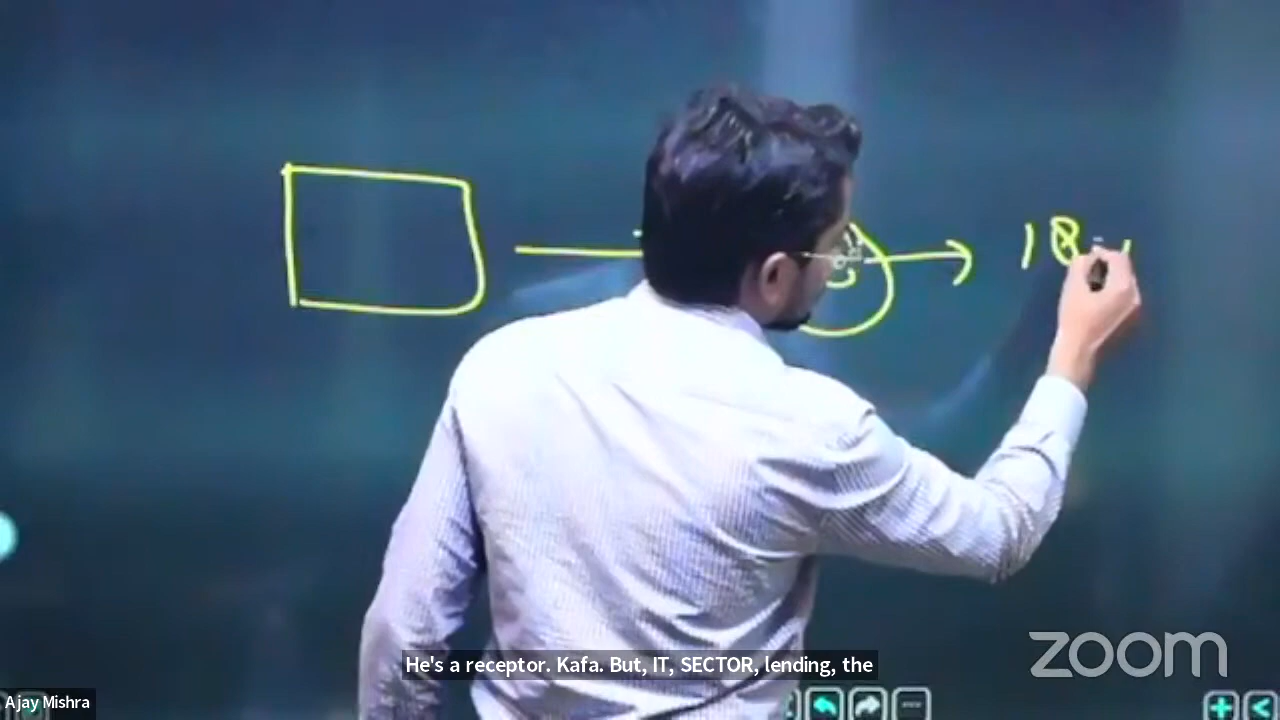 18
He's a receptor. Kafa. But, IT, SECTOR, lending, the
zoom
Ajay Mishra